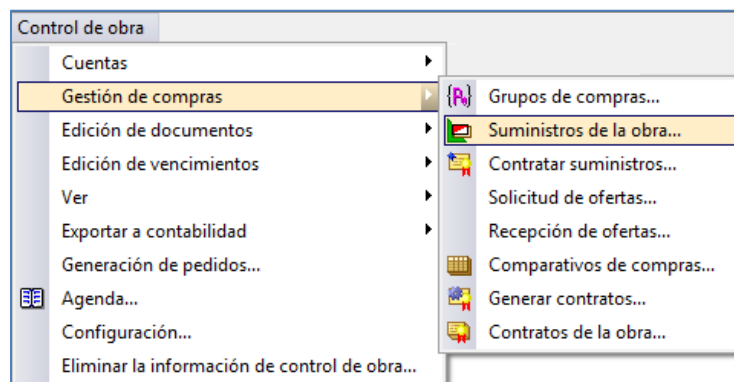 Control de obra
Cuentas
Gestión de compras
Edición de documentos
Edición de vencimientos
Ver
Exportar a contabilidad
Generación de pedidos...
Agenda...
Configuración...
Eliminar la información de control de obra...
Grupos de compras...
Suministros de la obra...
Contratar suministros...
Solicitud de ofertas...
Recepción de ofertas...
Comparativos de compras...
Generar contratos...
Contratos de la obra...